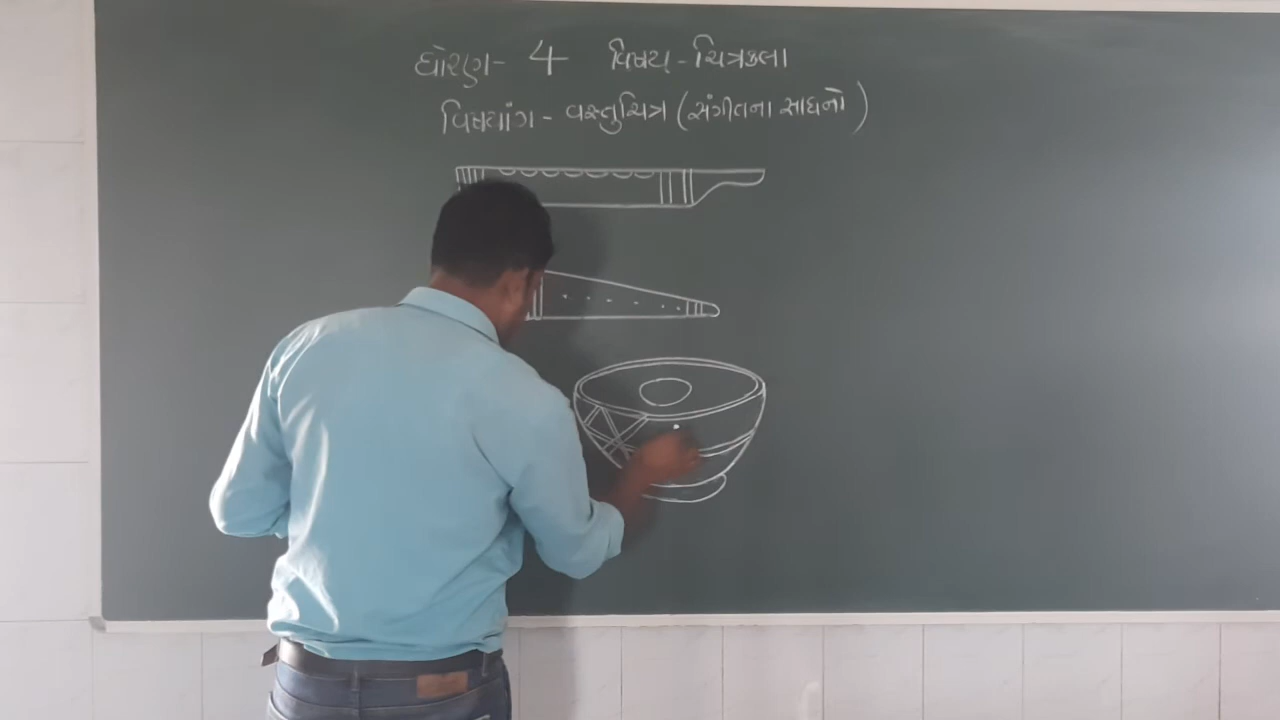 ધોરણ - 4 વિષય - ચિત્રકલા
વિષયાંગ - વસ્તુચિત્ર (સંગીતના સાધનો)